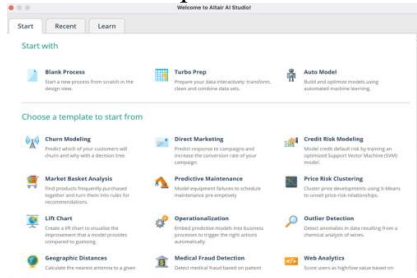 Welcome to Altair AI Studio!
Start Recent Learn
Start with
Blank Process
Start a new process from scratch in the
design view.
Turbo Prep
Prepare your data interactively: transform,
clean and combine data sets.
Auto Model
Build and optimize models using
automated machine learning.
Choose a template to start from
Churn Modeling
Predict which of your customers will
churn and why with a decision tree.
Direct Marketing
Predict response to campaigns and
increase the conversion rate of your
campaign.
Credit Risk Modeling
Model credit default risk by training an
optimized Support Vector Machine (SVM)
model.
Market Basket Analysis
Find products frequently purchased
together and turn them into rules for
recommendations.
Predictive Maintenance
Model equipment failures to schedule
maintenance pre-emptively
Price Risk Clustering
Cluster price developments using X-Means
to unveil price-risk relationships.
Lift Chart
Create a lift chart to visualize the
improvement that a model provides
compared to guessing.
Operationalization
Embed predictive models into business
processes to trigger the right actions
automatically.
Outlier Detection
Detect anomalies in data resulting from a
chemical analysis of wines.
Geographic Distances
Calculate the nearest antenna to a given
Medical Fraud Detection
Detect medical fraud based on patient
Web Analytics
Score users as high/low value based on